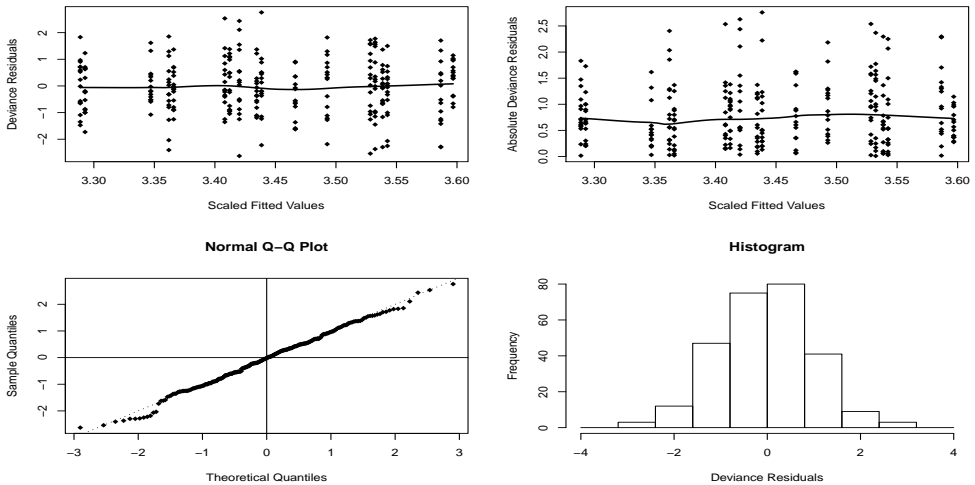 Deviance Residuals
2
1
0
−1
−2
3.30 3.35 3.40 3.45 3.50 3.55 3.60
Scaled Fitted Values
Absolute Deviance Residuals
2.5
2.0
1.5
1.0
0.5
0.0
3.30 3.35 3.40 3.45 3.50 3.55 3.60
Scaled Fitted Values
Normal Q−Q Plot
Sample Quantiles
2
1
0
−1
−2
−3 −2 −1 0 1 2 3
Theoretical Quantiles
Histogram
Frequency
80
60
40
20
0
−4 −2 0 2 4
Deviance Residuals